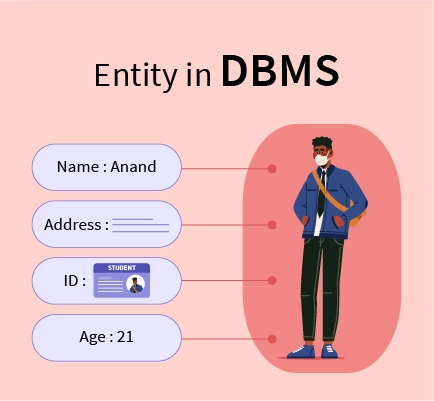 Entity in DBMS
Name : Anand
Address :
ID :
STUDENT
Age : 21